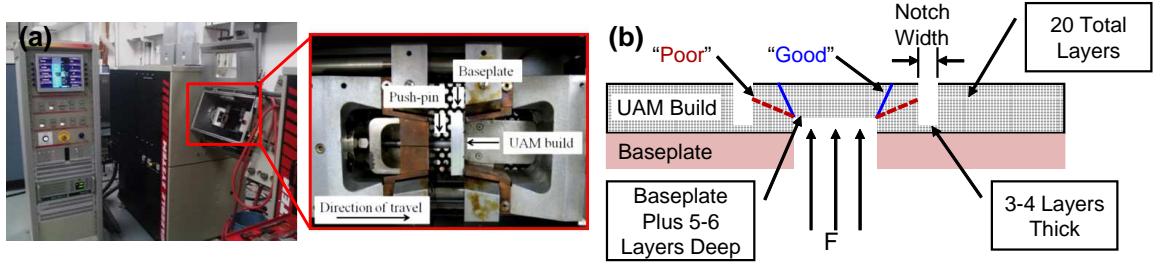 (a)
Baseplate
Push-pin
UAM build
Direction of travel
(b)
Notch
Width
20 Total
Layers
“Poor”
“Good”
UAM Build
Baseplate
Baseplate
Plus 5-6
Layers Deep
F
3-4 Layers
Thick